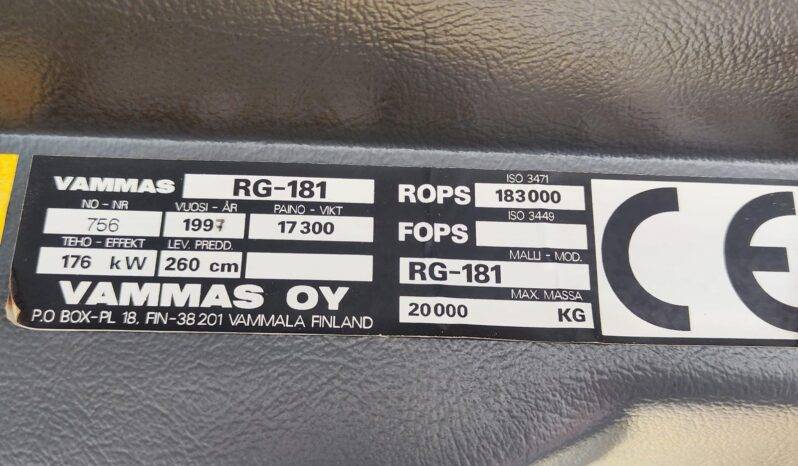 VAMMAS RG-181
NO - NR VUOSI - ÅR PAINO - VIKT
756 1997 17300
TEHO - EFFEKT LEV. PREDD.
176 kW 260 cm
VAMMAS OY
P.O BOX-PL 18, FIN-38201 VAMMALA FINLAND
ISO 3471
ROPS 183000
ISO 3449
FOPS
MALLI - MOD.
RG-181
MAX. MASSA
20000 KG
CE